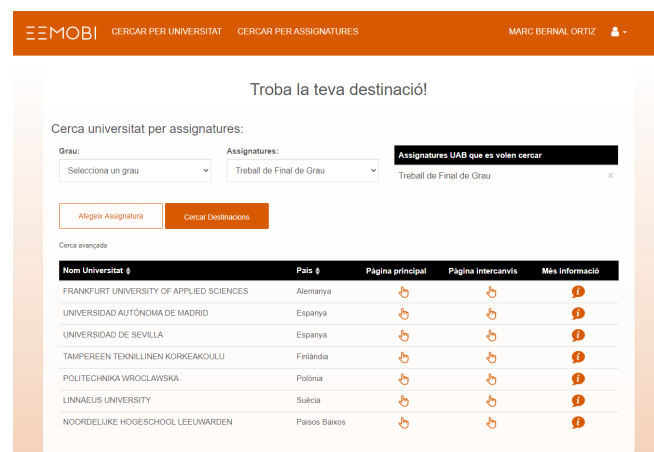 EEMOBI CERCAR PER UNIVERSITAT CERCAR PER ASSIGNATURES MARC BERNAL ORTIZ
Troba la teva destinació!
Cerca universitat per assignatures:
Grau: Assignatures: Assignatures UAB que es volen cercar
Selecciona un grau Treball de Final de Grau Treball de Final de Grau ×
Afegeix Assignatura Cercar Destinacions
Cerca avançada
Nom Universitat País Pàgina principal Pàgina intercanvis Més informació
FRANKFURT UNIVERSITY OF APPLIED SCIENCES Alemanya
UNIVERSIDAD AUTÓNOMA DE MADRID Espanya
UNIVERSIDAD DE SEVILLA Espanya
TAMPEREEN TEKNILLINEN KORKEAKOULU Finlàndia
POLITECHNIKA WROCLAWSKA Polònia
LINNAEUS UNIVERSITY Suècia
NOORDELIJKE HOGESCHOOL LEEUWARDEN Països Baixos